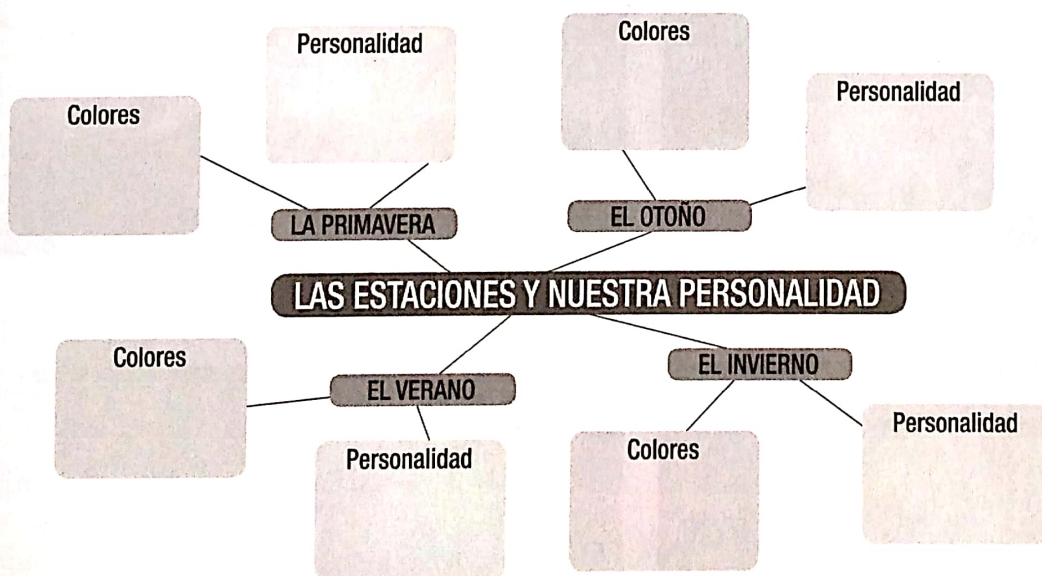 Colores
Personalidad
LA PRIMAVERA
Colores
Personalidad
EL OTOÑO
LAS ESTACIONES Y NUESTRA PERSONALIDAD
Colores
EL VERANO
Personalidad
EL INVIERNO
Colores
Personalidad